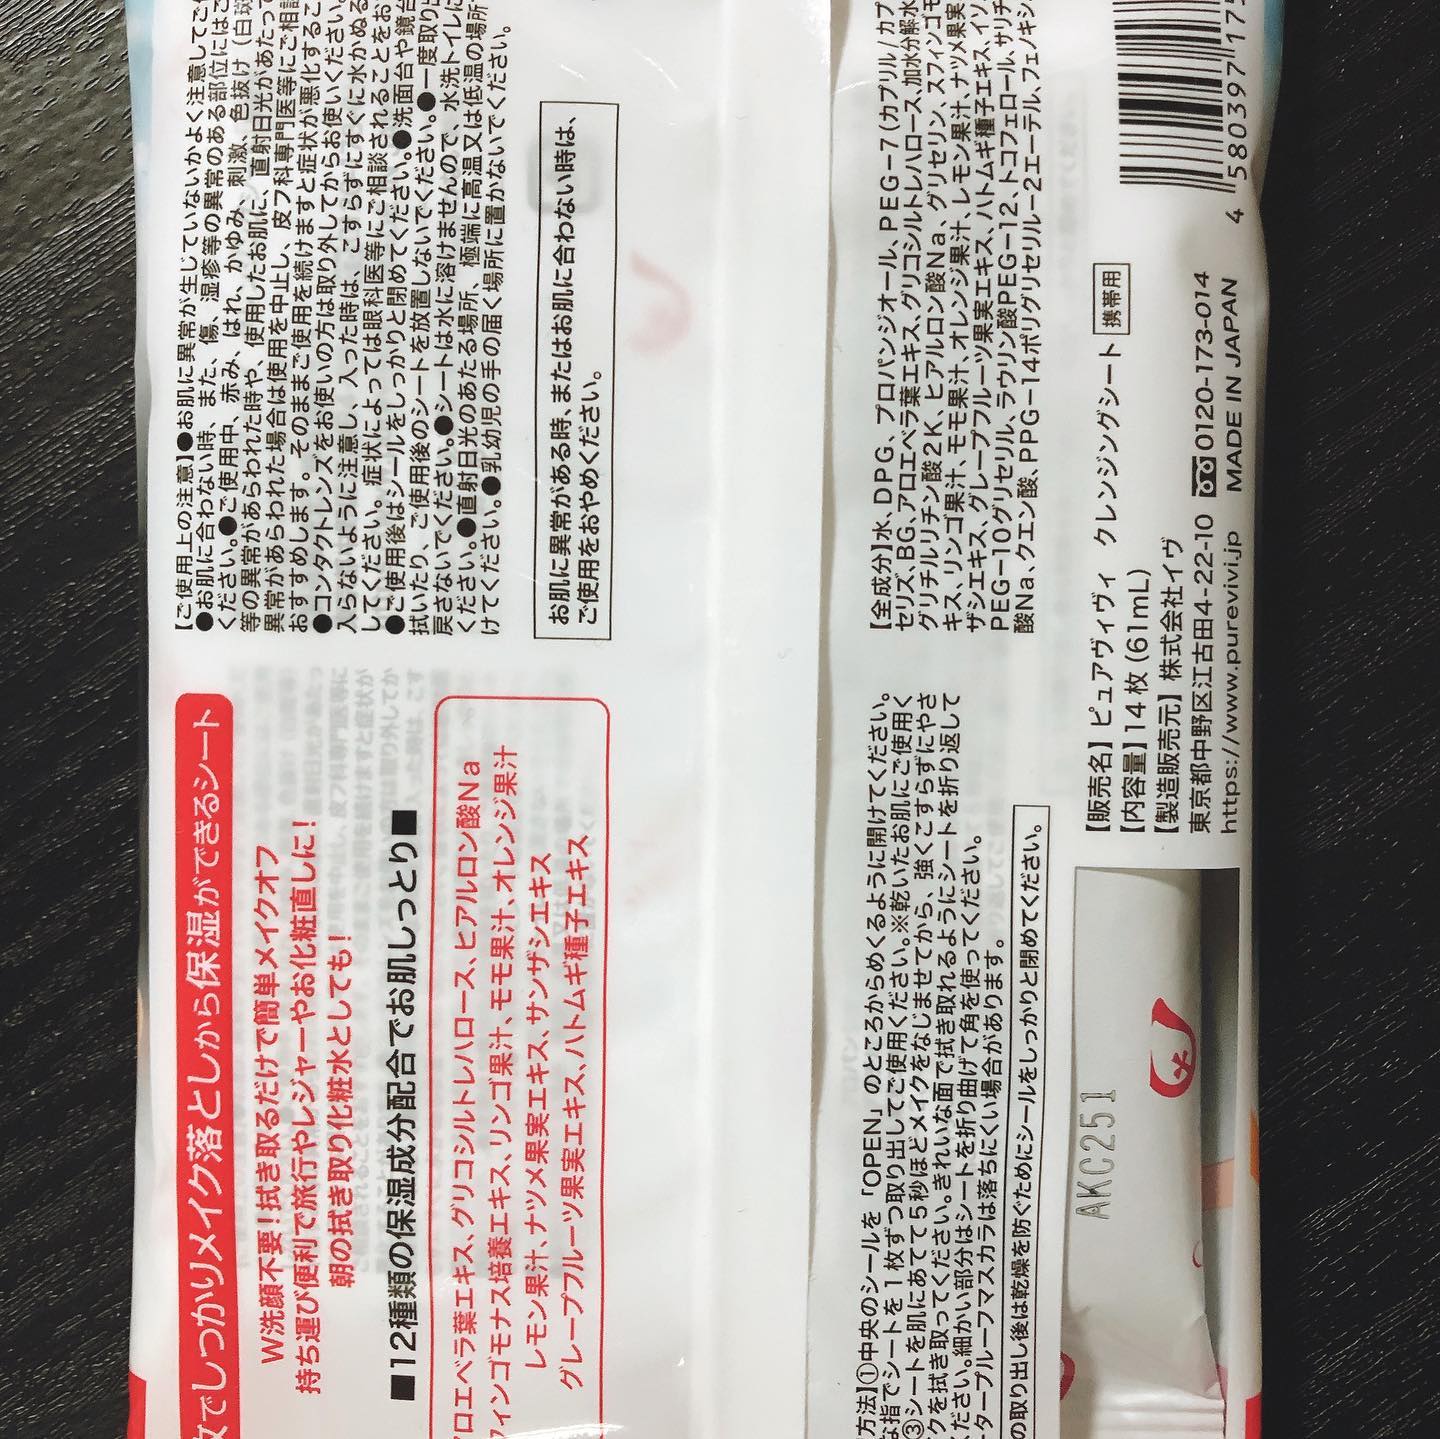 枚でしっかりメイク落としから保湿ができるシート
W洗顔不要!拭き取るだけで簡単メイクオフ
持ち運び便利で旅行やレジャーやお化粧直しに!
朝の拭き取り化粧水としても!
■12種類の保湿成分配合でお肌しっとり■
ロエベラ葉エキス、グリコシルトレハロース、ヒアルロン酸Na
フィンゴモナス培養エキス、リンゴ果汁、モモ果汁、オレンジ果汁
レモン果汁、ナツメ果実エキス、サンザシエキス
グレープフルーツ果実エキス、ハトムギ種子エキス
【ご使用上の注意】●お肌に異常が生じていないかよく注意してご
●お肌に合わない時、また、傷、湿疹等の異常のある部位にはご
ください。●ご使用中、赤み、はれ、かゆみ、刺激、色抜け(白斑
等の異常があらわれた時や、使用したお肌に、直射日光があたって
異常があらわれた場合は使用を中止し、皮フ科専門医等にご相談
おすすめします。そのままご使用を続けますと症状が悪化するこ
●コンタクトレンズをお使いの方は取り外してからお使いください。
入らないように注意し、入った時は、こすらずにすぐに水かぬる
してください。症状によっては眼科医等にご相談されることをお
●ご使用後はシールをしっかりと閉めてください。●洗面台や鏡台
拭いたり、ご使用後のシートを放置しないでください。●一度取り出
戻さないでください。●シートは水に溶けませんので、水洗トイレに
ください。●直射日光のあたる場所、極端に高温又は低温の場所
けてください。●乳幼児の手の届く場所に置かないでください。
お肌に異常がある時、またはお肌に合わない時は、
ご使用をおやめください。
方法】①中央のシールを「OPEN」のところからめくるように開けてください。
な指でシートを1枚ずつ取り出してご使用ください。※乾いたお肌にご使用く
③シートを肌にあてて5秒ほどメイクをなじませてから、強くこすらずにやさ
クを拭き取ってください。きれいな面で拭き取れるようにシートを折り返して
ださい。細かい部分はシートを折り曲げて角を使ってください。
タープルーフマスカラは落ちにくい場合があります。
の取り出し後は乾燥を防ぐためにシールをしっかりと閉めてください。
【全成分】水、DPG、プロパンジオール、PEG-7(カプリル/カプ
セリズ、BG、アロエベラ葉エキス、グリコシルトレハロース、加水分解水
グリチルリチン酸2K、ヒアルロン酸Na、グリセリン、スフィンゴモ
キス、リンゴ果汁、モモ果汁、オレンジ果汁、レモン果汁、ナツメ果実
ザシエキス、グレープフルーツ果実エキス、ハトムギ種子エキス、イソ
PEG-10グリセリル、ラウリン酸PEG-12、トコフェロール、サリチ
酸Na、クエン酸、PPG-14ポリグリセリル-2エーテル、フェノキシ
【販売名】ピュアヴィヴィ クレンジングシート 携帯用
【内容量】14枚(61mL)
【製造販売元】株式会社イヴ
東京都中野区江古田4-22-10 0120-173-014
https://www.purevivi.jp MADE IN JAPAN
4 580397 175
AKC251